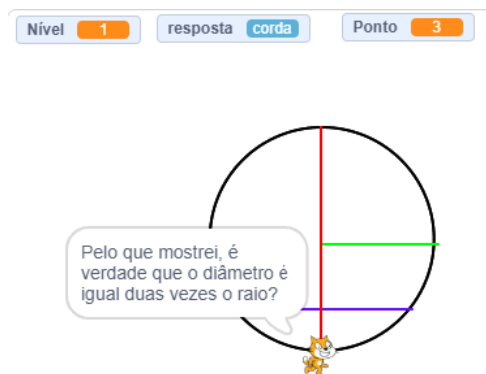 Nível 1 resposta corda Ponto 3
Pelo que mostrei, é
verdade que o diâmetro é
igual duas vezes o raio?